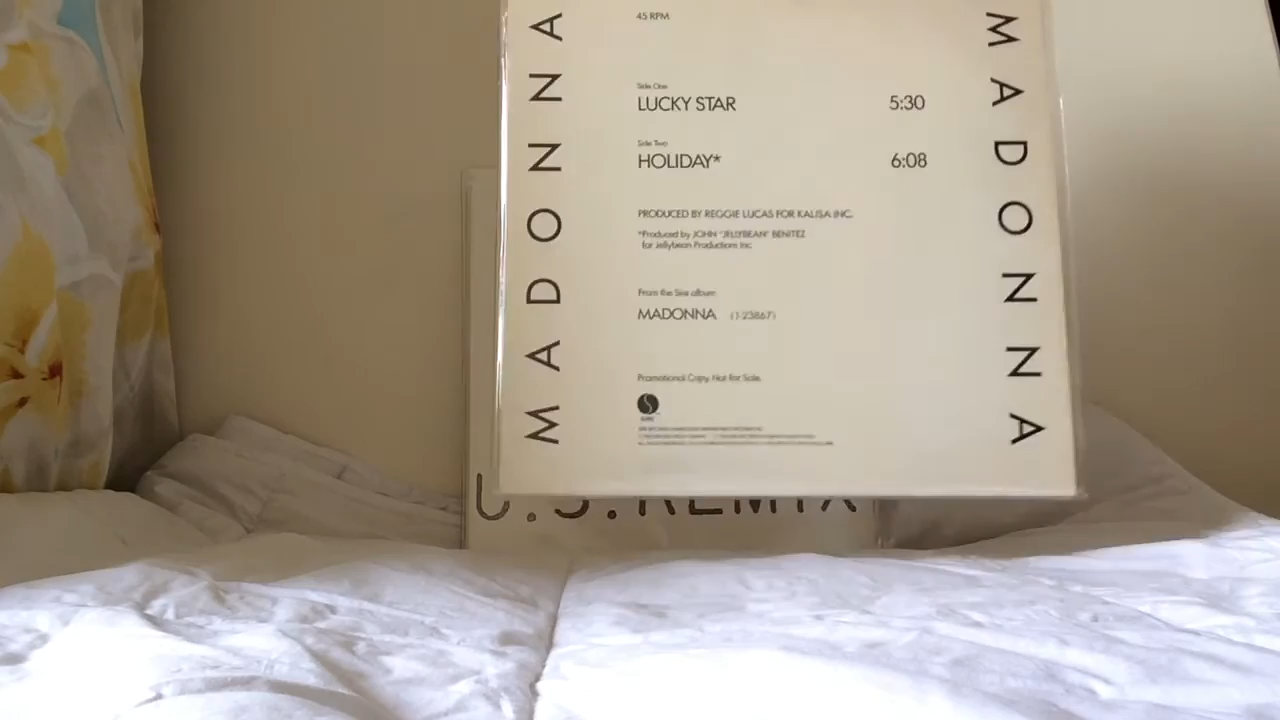 45 RPM
Side One
LUCKY STAR 5:30
Side Two
HOLIDAY* 6:08
PRODUCED BY REGGIE LUCAS FOR KALISA INC.
*Produced by JOHN "JELLYBEAN" BENITEZ
for Jellybean Productions Inc.
From the Sire album
MADONNA (1-23867)
Promotional Copy. Not for Sale.
MADONNA
MADONNA
U.S.REMIX